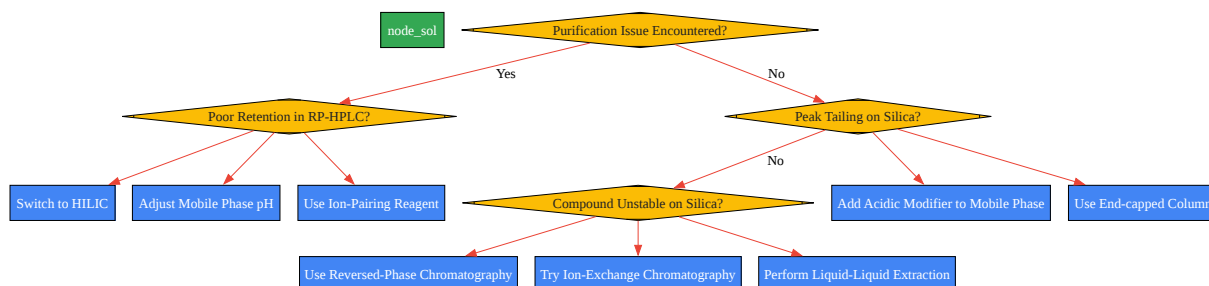 node_sol
Purification Issue Encountered?
Yes
No
Poor Retention in RP-HPLC?
Peak Tailing on Silica?
No
Switch to HILIC
Adjust Mobile Phase pH
Use Ion-Pairing Reagent
Compound Unstable on Silica?
Add Acidic Modifier to Mobile Phase
Use End-capped Column
Use Reversed-Phase Chromatography
Try Ion-Exchange Chromatography
Perform Liquid-Liquid Extraction